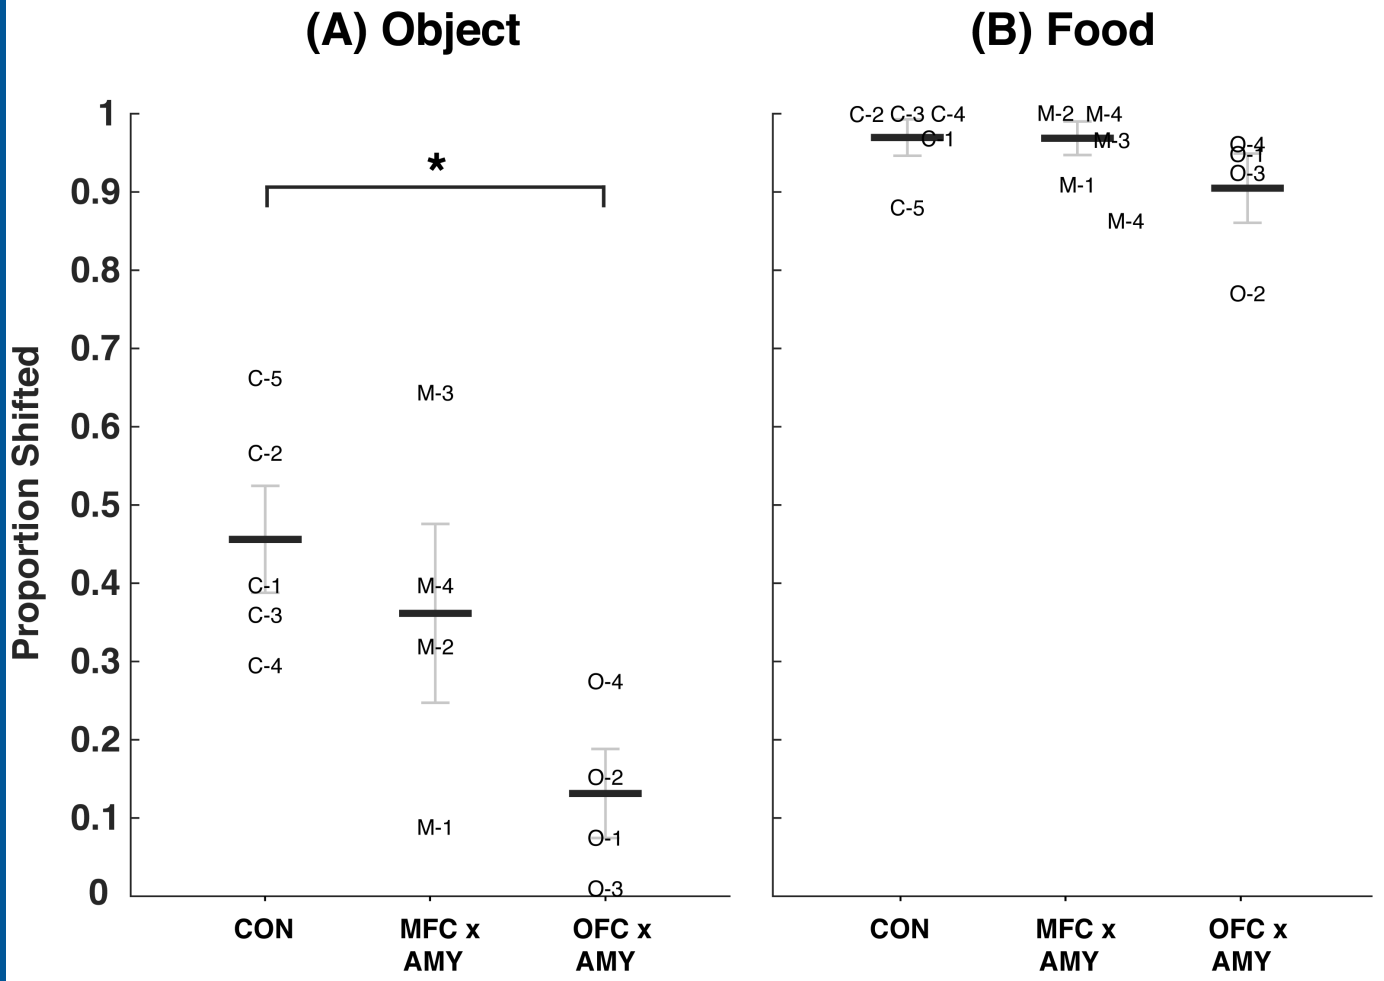 (A) Object
(B) Food
Proportion Shifted
1
0.9
0.8
0.7
0.6
0.5
0.4
0.3
0.2
0.1
0
*
C-5
C-2
C-1
C-3
C-4
M-3
M-4
M-2
M-1
O-4
O-2
O-1
O-3
CON
MFC x
AMY
OFC x
AMY
C-2 C-3 C-4
C-1
C-5
M-2 M-4
M-3
M-1
M-4
O-4
O-1
O-3
O-2
CON
MFC x
AMY
OFC x
AMY